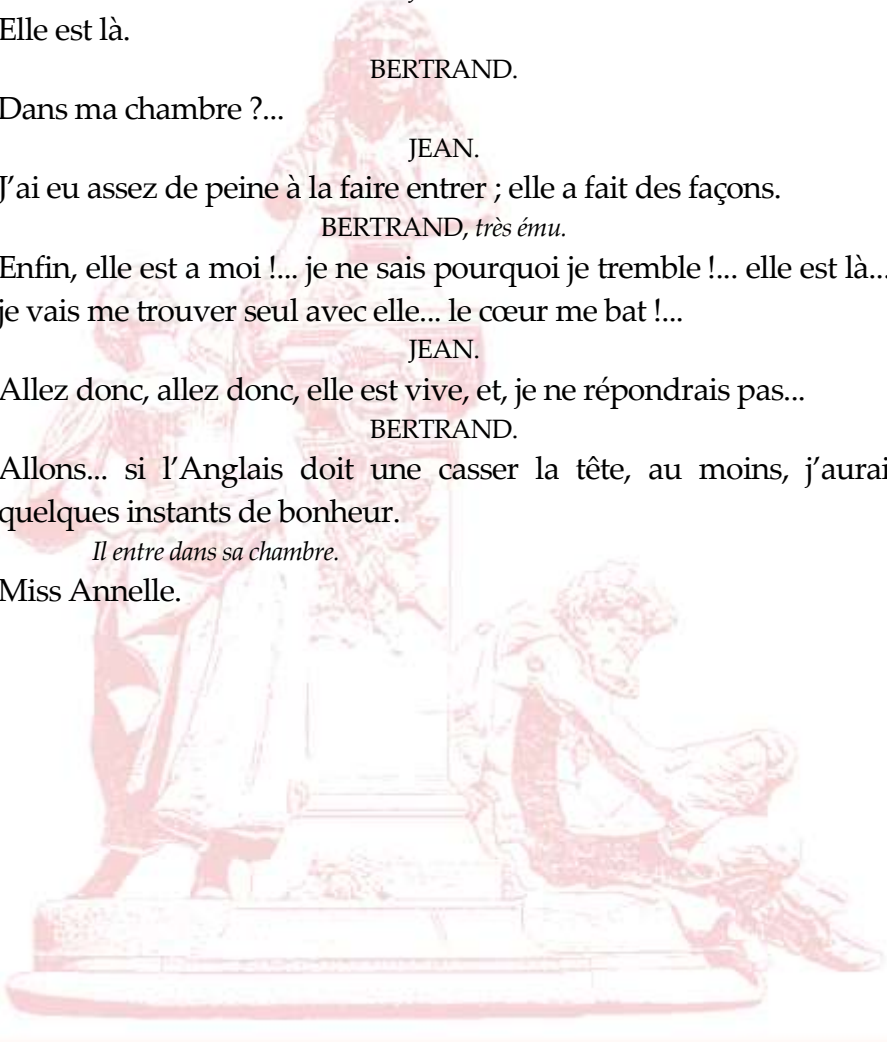 Elle est là.
BERTRAND.
Dans ma chambre ?...
JEAN.
J’ai eu assez de peine à la faire entrer ; elle a fait des façons.
BERTRAND, très ému.
Enfin, elle est a moi !... je ne sais pourquoi je tremble !... elle est là...
je vais me trouver seul avec elle... le cœur me bat !...
JEAN.
Allez donc, allez donc, elle est vive, et, je ne répondrais pas...
BERTRAND.
Allons... si l’Anglais doit une casser la tête, au moins, j’aurai
quelques instants de bonheur.
Il entre dans sa chambre.
Miss Annelle.